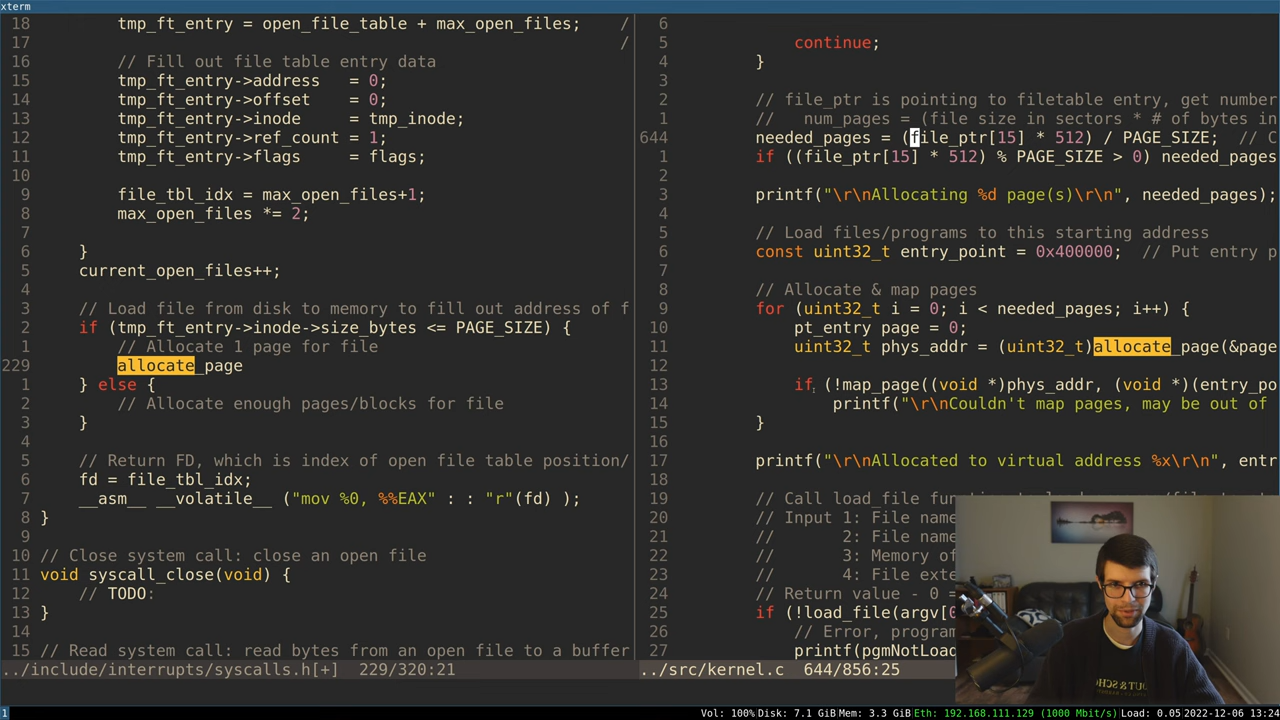 xterm
18 tmp_ft_entry = open_file_table + max_open_files; /
17 /
16 // Fill out file table entry data
15 tmp_ft_entry->address = 0;
14 tmp_ft_entry->offset = 0;
13 tmp_ft_entry->inode = tmp_inode;
12 tmp_ft_entry->ref_count = 1;
11 tmp_ft_entry->flags = flags;
10
9 file_tbl_idx = max_open_files+1;
8 max_open_files *= 2;
7
6 }
5 current_open_files++;
4
3 // Load file from disk to memory to fill out address of f
2 if (tmp_ft_entry->inode->size_bytes <= PAGE_SIZE) {
1 // Allocate 1 page for file
229 allocate_page
1 } else {
2 // Allocate enough pages/blocks for file
3 }
4
5 // Return FD, which is index of open file table position/
6 fd = file_tbl_idx;
7 __asm__ __volatile__ ("mov %0, %%EAX" : : "r"(fd) );
8 }
9
10 // Close system call: close an open file
11 void syscall_close(void) {
12 // TODO:
13 }
14
15 // Read system call: read bytes from an open file to a buffer
../include/interrupts/syscalls.h[+] 229/320:21
6
5 continue;
4 }
3
2 // file_ptr is pointing to filetable entry, get number
1 // num_pages = (file size in sectors * # of bytes in
644 needed_pages = (file_ptr[15] * 512) / PAGE_SIZE; // C
1 if ((file_ptr[15] * 512) % PAGE_SIZE > 0) needed_pages
2
3 printf("\r\nAllocating %d page(s)\r\n", needed_pages);
4
5 // Load files/programs to this starting address
6 const uint32_t entry_point = 0x400000; // Put entry p
7
8 // Allocate & map pages
9 for (uint32_t i = 0; i < needed_pages; i++) {
10 pt_entry page = 0;
11 uint32_t phys_addr = (uint32_t)allocate_page(&page
12
13 if (!map_page((void *)phys_addr, (void *)(entry_po
14 printf("\r\nCouldn't map pages, may be out of
15 }
16
17 printf("\r\nAllocated to virtual address %x\r\n", entr
18
19 // Call load_file func
20 // Input 1: File name
21 // 2: File name
22 // 3: Memory of
23 // 4: File exte
24 // Return value - 0 =
25 if (!load_file(argv[0
26 // Error, program
27 printf(pgmNotLoa
../src/kernel.c 644/856:25
1 Vol: 100% Disk: 7.1 GiB Mem: 3.3 GiB Eth: 192.168.111.129 (1000 Mbit/s) Load: 0.05 2022-12-06 13:24